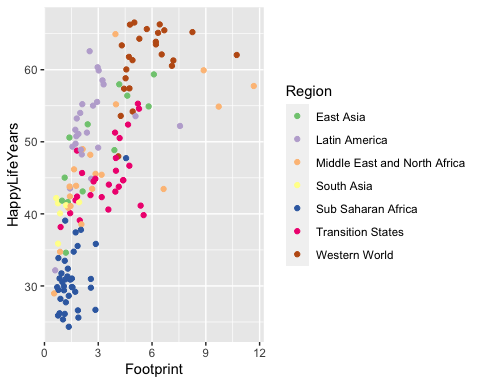 Region
East Asia
Latin America
Middle East and North Africa
South Asia
Sub Saharan Africa
Transition States
Western World
HappyLifeYears
60
50
40
30
0 3 6 9 12
Footprint